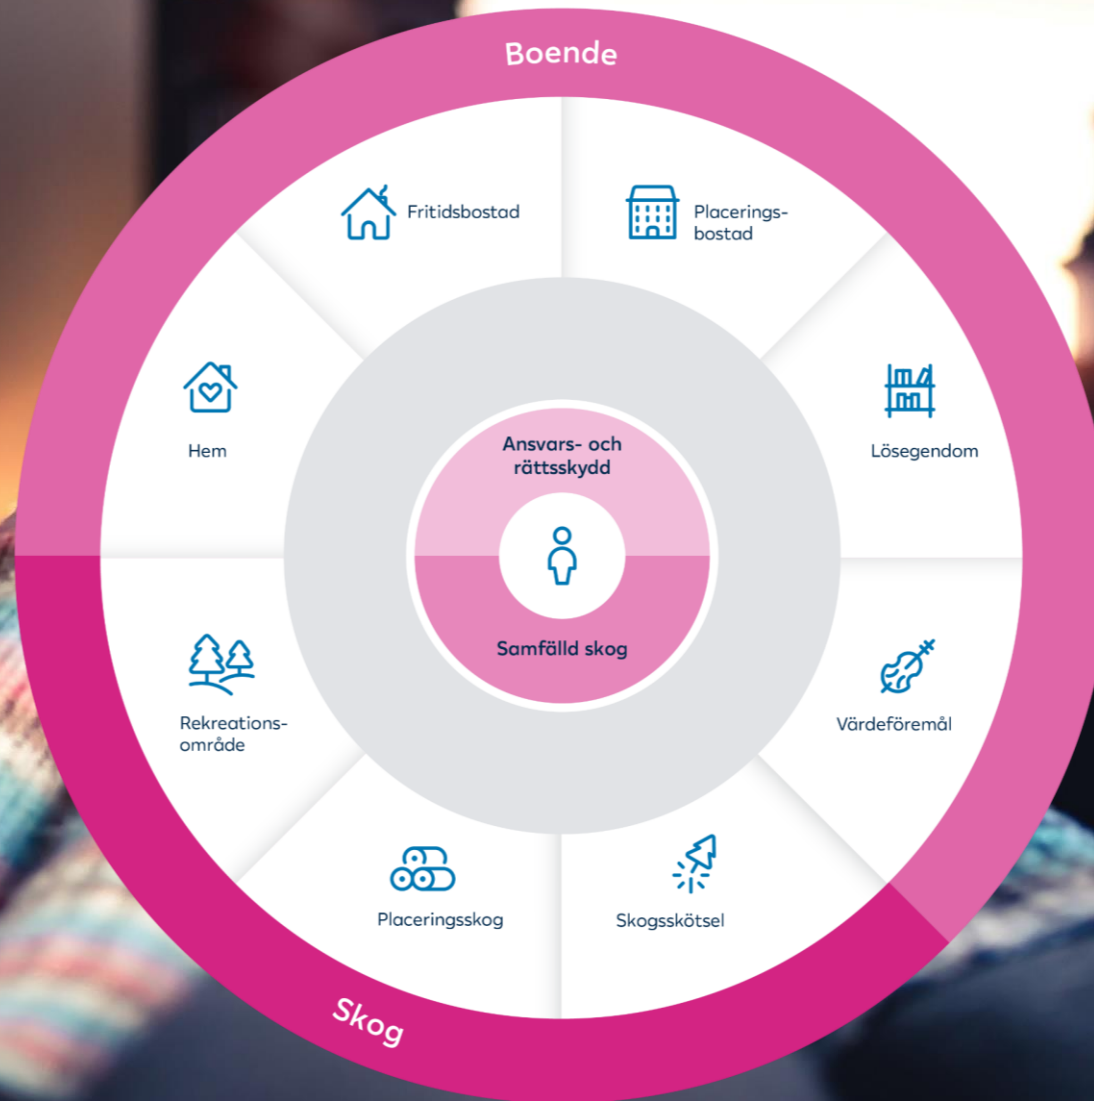 Boende
Fritidsbostad
Placerings-
bostad
Hem
Lösegendom
Ansvars- och
rättsskydd
Samfälld skog
Rekreations-
område
Värdeföremål
Placeringsskog
Skogsskötsel
Skog